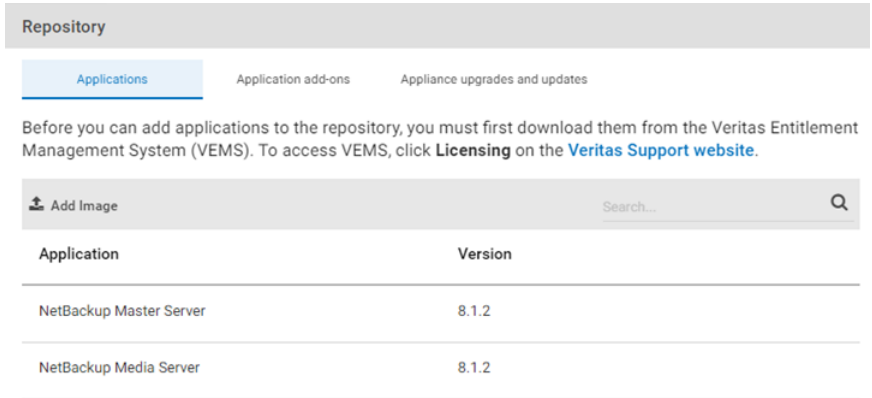 Repository
Applications Application add-ons Appliance upgrades and updates
Before you can add applications to the repository, you must first download them from the Veritas Entitlement
Management System (VEMS). To access VEMS, click Licensing on the Veritas Support website.
Add Image Search...
Application Version
NetBackup Master Server 8.1.2
NetBackup Media Server 8.1.2